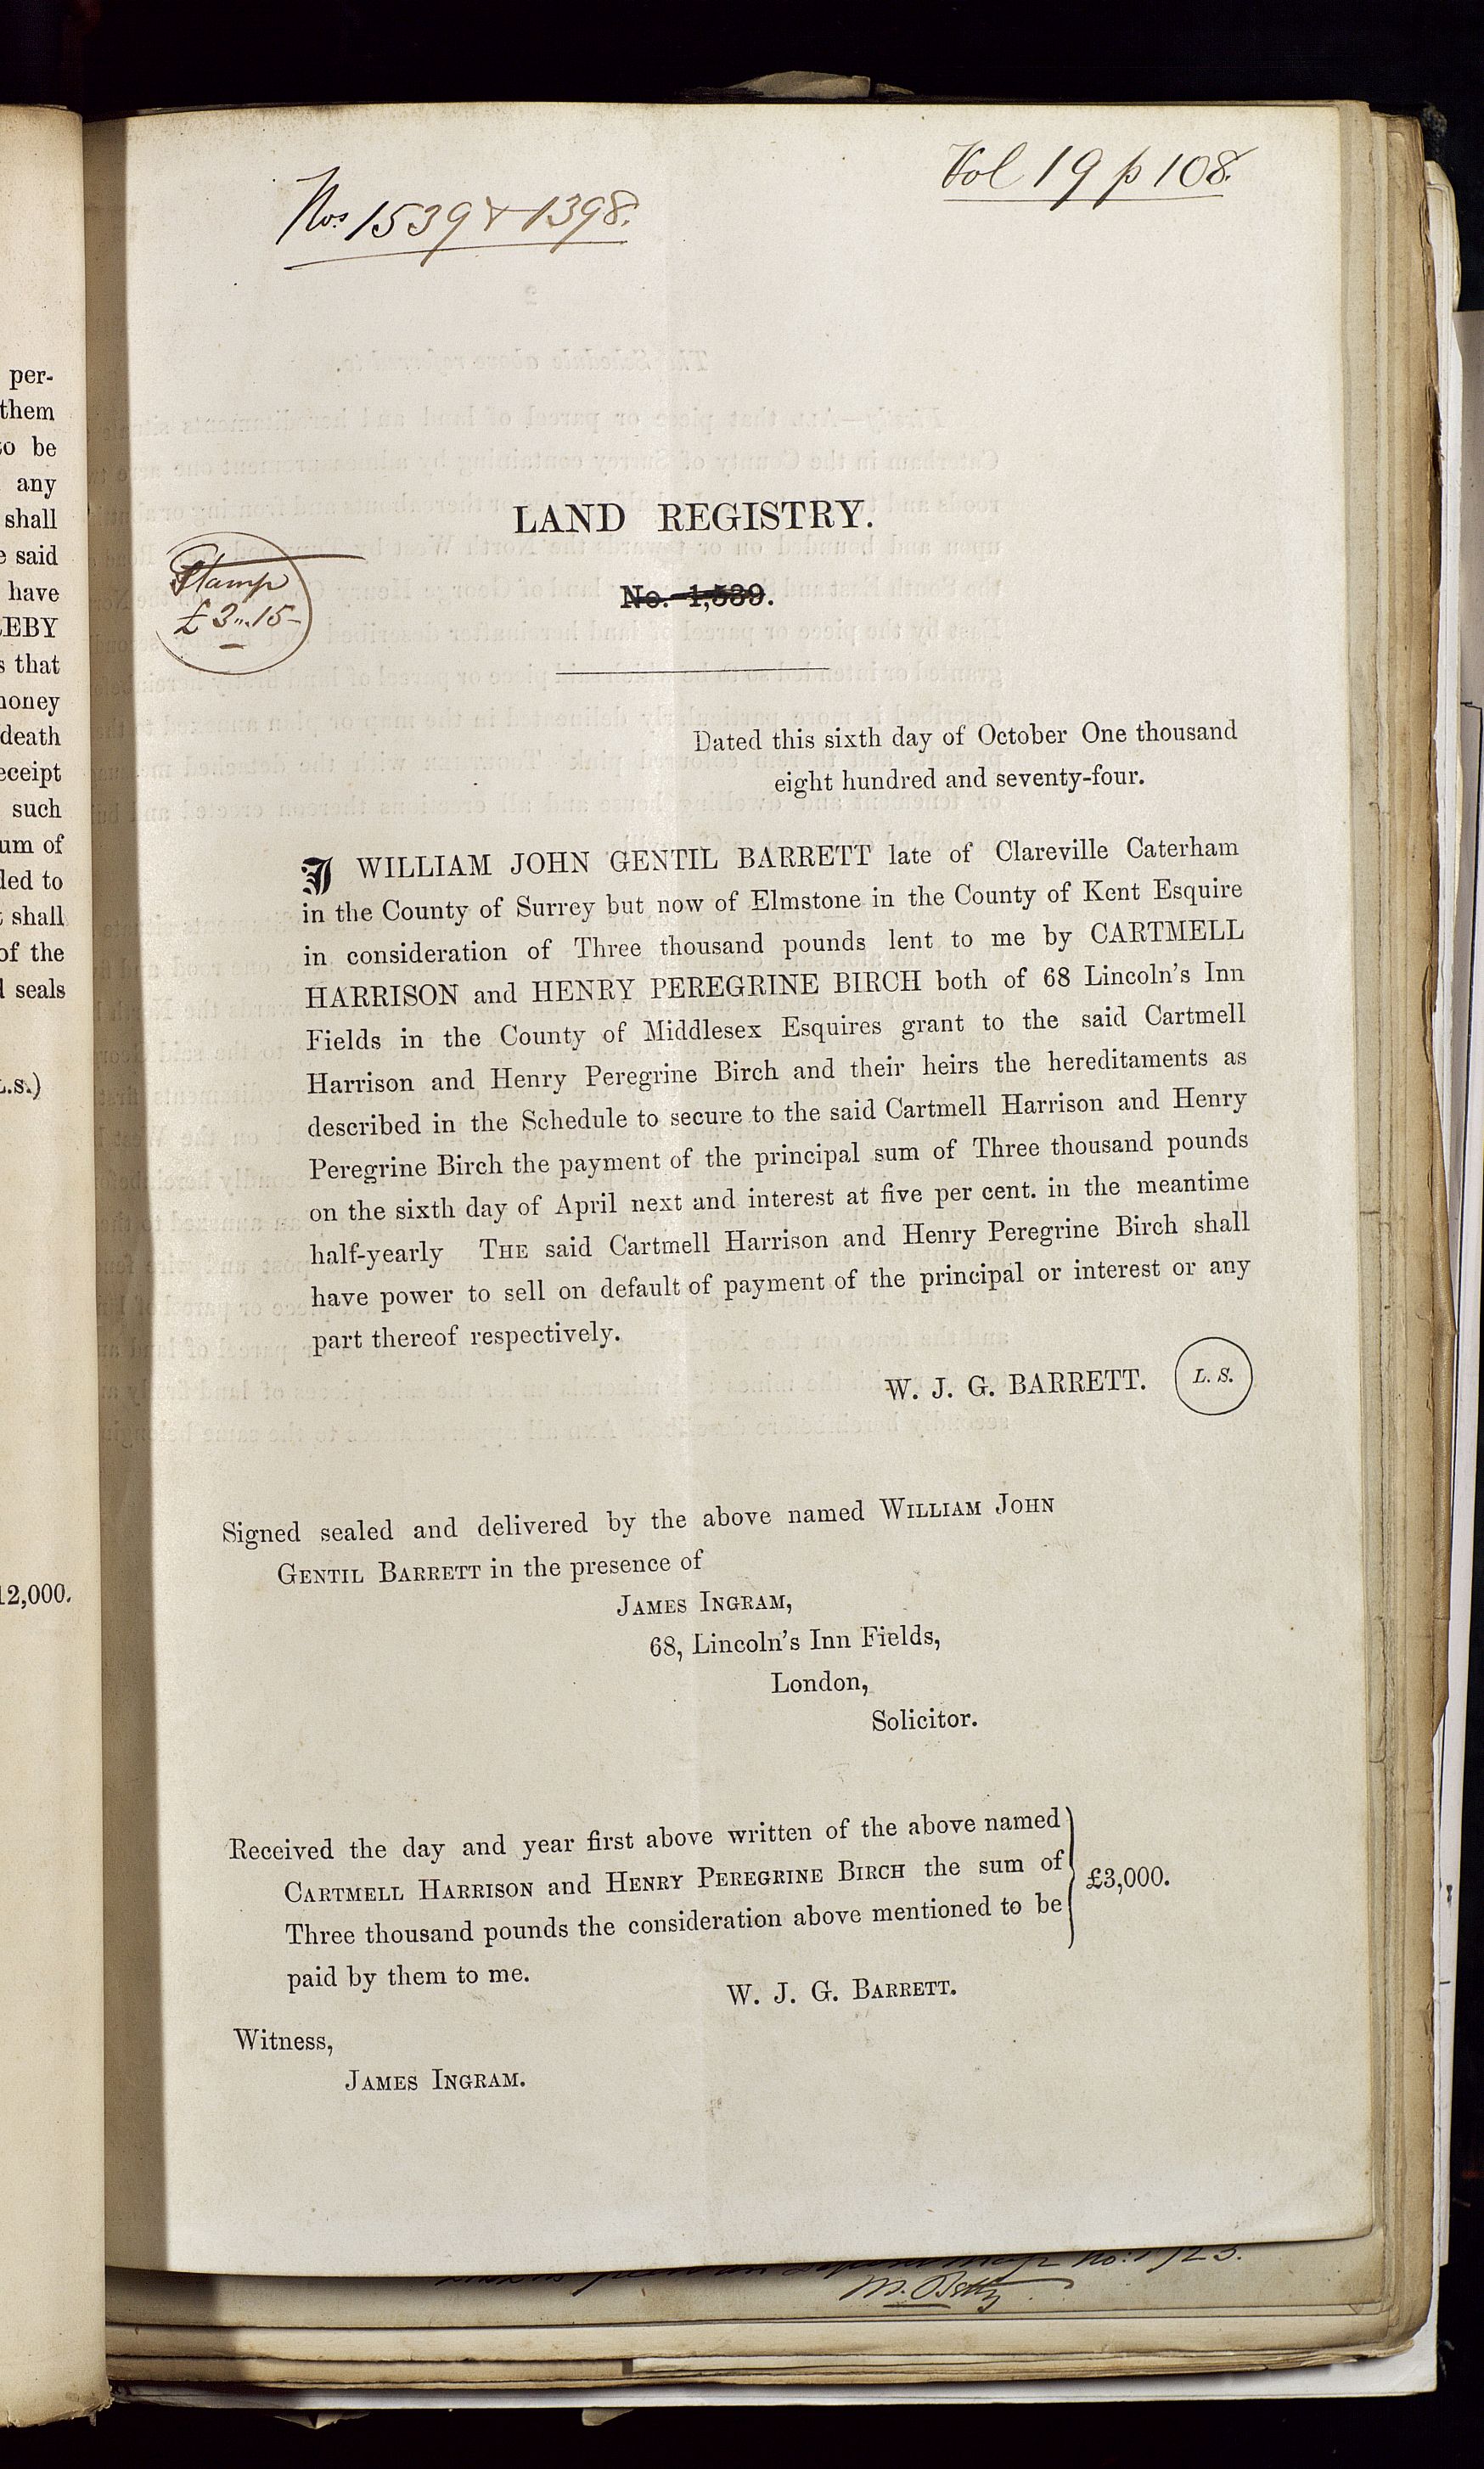 Nos. 1539 & 1398.
Vol 19 p 108.
LAND REGISTRY.
Stamp
£3"..15-
No. 1,539.
Dated this sixth day of October One thousand
eight hundred and seventy-four.
I WILLIAM JOHN GENTIL BARRETT late of Clareville Caterham
in the County of Surrey but now of Elmstone in the County of Kent Esquire
in consideration of Three thousand pounds lent to me by CARTMELL
HARRISON and HENRY PEREGRINE BIRCH both of 68 Lincoln's Inn
Fields in the County of Middlesex Esquires grant to the said Cartmell
Harrison and Henry Peregrine Birch and their heirs the hereditaments as
described in the Schedule to secure to the said Cartmell Harrison and Henry
Peregrine Birch the payment of the principal sum of Three thousand pounds
on the sixth day of April next and interest at five per cent. in the meantime
half-yearly THE said Cartmell Harrison and Henry Peregrine Birch shall
have power to sell on default of payment of the principal or interest or any
part thereof respectively.
W. J. G. BARRETT. L. S.
Signed sealed and delivered by the above named WILLIAM JOHN
GENTIL BARRETT in the presence of
JAMES INGRAM,
68, Lincoln's Inn Fields,
London,
Solicitor.
Received the day and year first above written of the above named
CARTMELL HARRISON and HENRY PEREGRINE BIRCH the sum of
Three thousand pounds the consideration above mentioned to be
paid by them to me.
£3,000.
W. J. G. BARRETT.
Witness,
JAMES INGRAM.
per-
them
to be
any
shall
said
have
EBY
that
money
death
receipt
such
um of
ded to
shall
of the
seals
L.S.)
12,000.